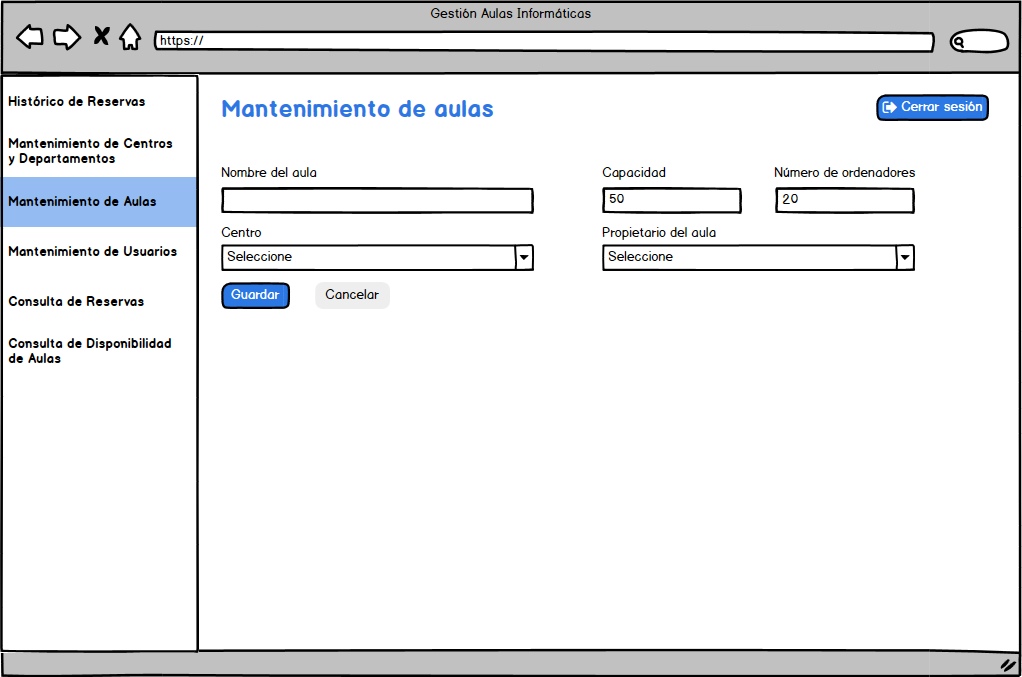 Gestión Aulas Informáticas
https://
Histórico de Reservas
Mantenimiento de Centros
y Departamentos
Mantenimiento de Aulas
Mantenimiento de Usuarios
Consulta de Reservas
Consulta de Disponibilidad
de Aulas
Mantenimiento de aulas
Cerrar sesión
Nombre del aula
Capacidad
50
Número de ordenadores
20
Centro
Seleccione
Propietario del aula
Seleccione
Guardar
Cancelar